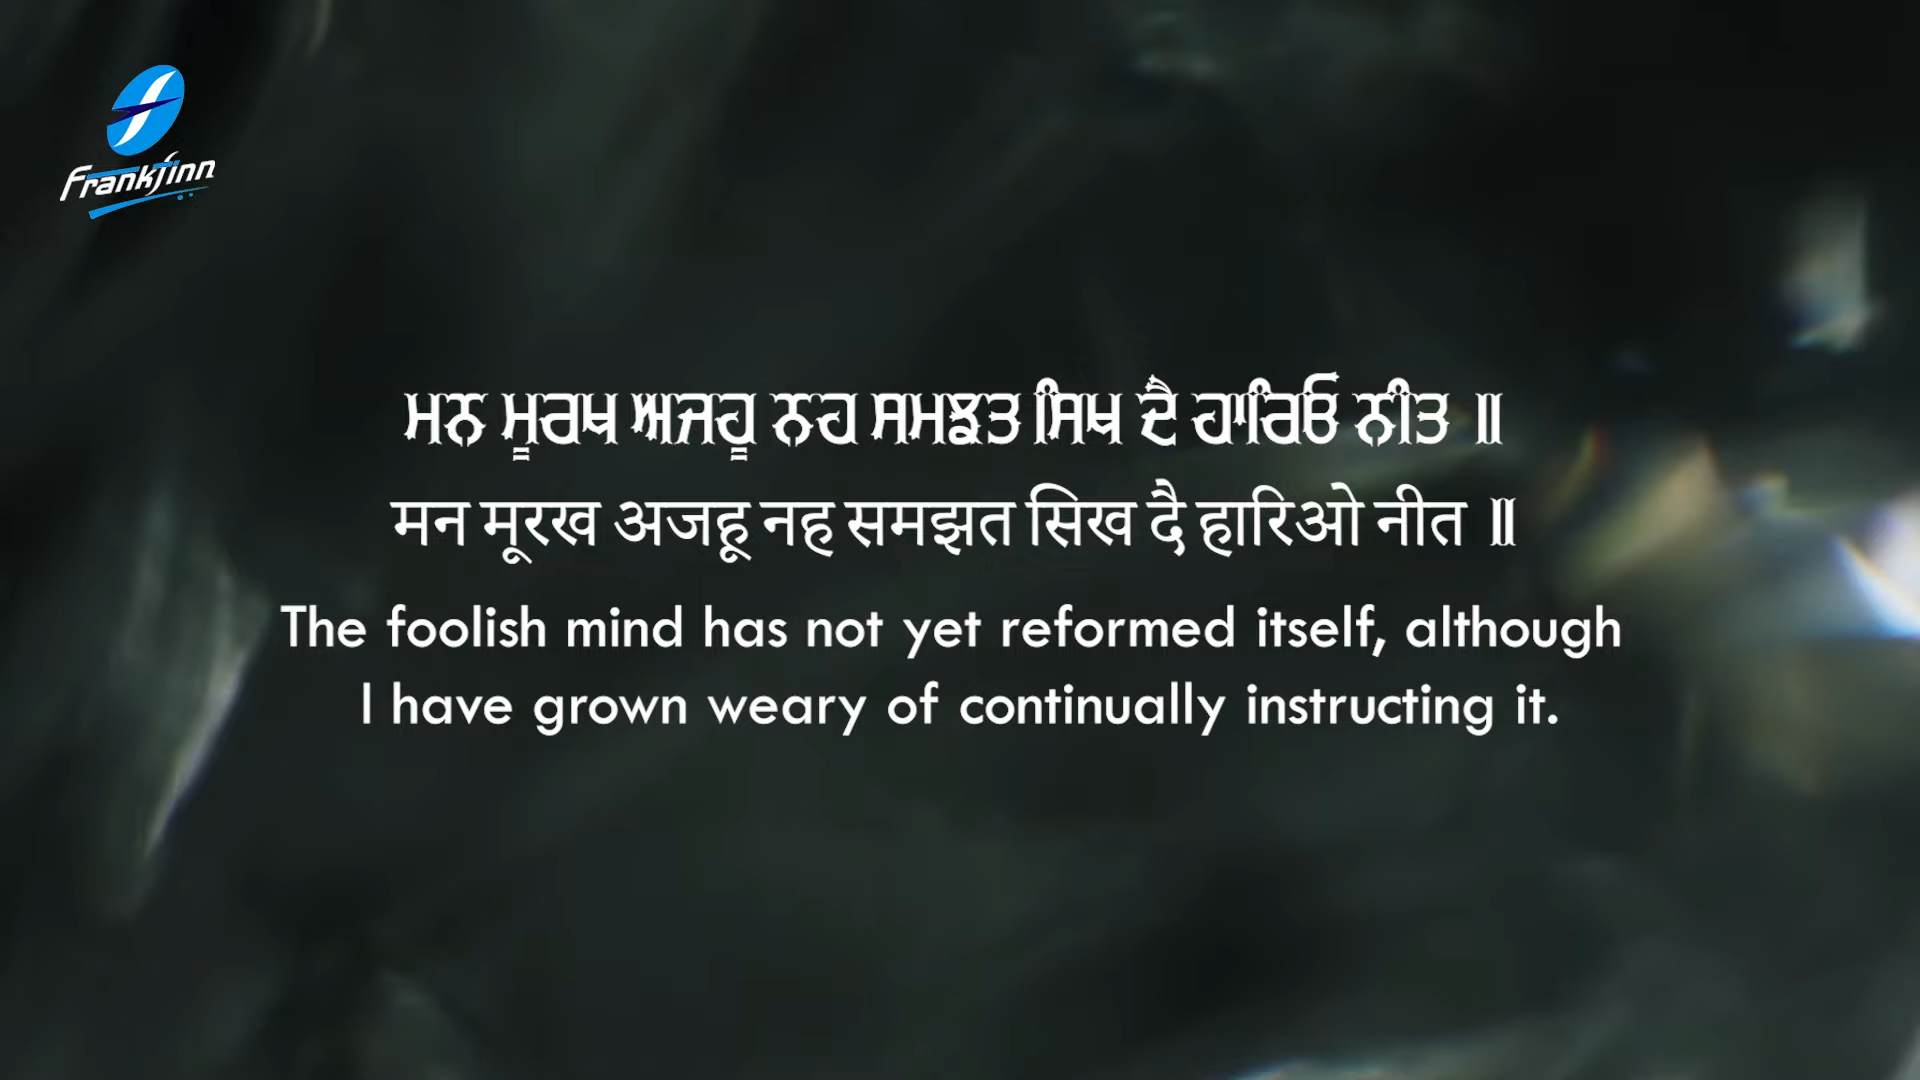 Frankfinn
ਮਨ ਮੂਰਖ ਅਜਹੂ ਨਹ ਸਮਝਤ ਸਿਖ ਦੈ ਹਾਰਿਓ ਨੀਤ ॥
मन मूरख अजहू नह समझत सिख दै हारिओ नीत ॥
The foolish mind has not yet reformed itself, although
I have grown weary of continually instructing it.